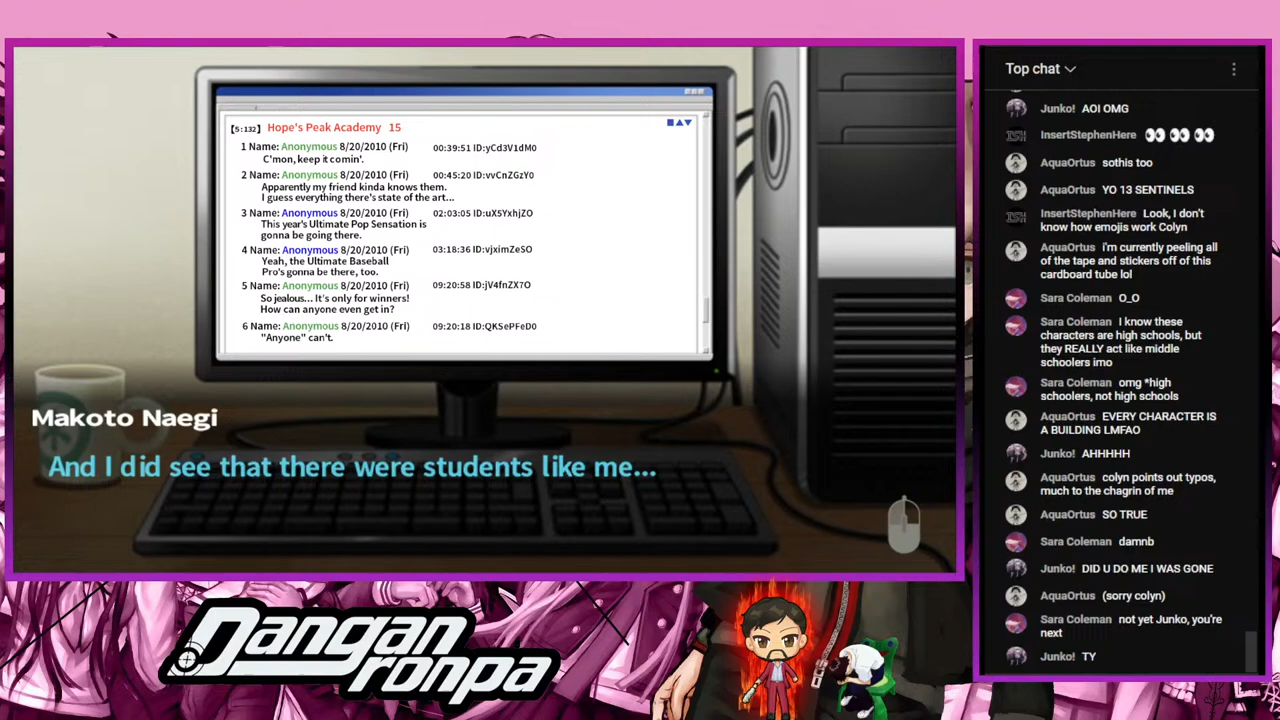 【5:132】 Hope's Peak Academy 15
1 Name: Anonymous 8/20/2010 (Fri) 00:39:51 ID:yCd3V1dM0
C'mon, keep it comin'.
2 Name: Anonymous 8/20/2010 (Fri) 00:45:20 ID:vvCnZGzY0
Apparently my friend kinda knows them.
I guess everything there's state of the art...
3 Name: Anonymous 8/20/2010 (Fri) 02:03:05 ID:uX5YxhjZO
This year's Ultimate Pop Sensation is
gonna be going there.
4 Name: Anonymous 8/20/2010 (Fri) 03:18:36 ID:vjximZeSO
Yeah, the Ultimate Baseball
Pro's gonna be there, too.
5 Name: Anonymous 8/20/2010 (Fri) 09:20:58 ID:jV4fnZX7O
So jealous... It's only for winners!
How can anyone even get in?
6 Name: Anonymous 8/20/2010 (Fri) 09:20:18 ID:QKSePFeD0
"Anyone" can't.
Makoto Naegi
And I did see that there were students like me...
Dangan
ronpa
Top chat
Junko! AOI OMG
InsertStephenHere 👀 👀 👀
AquaOrtus sothis too
AquaOrtus YO 13 SENTINELS
InsertStephenHere Look, I don't
know how emojis work Colyn
AquaOrtus i'm currently peeling all
of the tape and stickers off of this
cardboard tube lol
Sara Coleman O_O
Sara Coleman I know these
characters are high schools, but
they REALLY act like middle
schoolers imo
Sara Coleman omg *high
schoolers, not high schools
AquaOrtus EVERY CHARACTER IS
A BUILDING LMFAO
Junko! AHHHHH
AquaOrtus colyn points out typos,
much to the chagrin of me
AquaOrtus SO TRUE
Sara Coleman damnb
Junko! DID U DO ME I WAS GONE
AquaOrtus (sorry colyn)
Sara Coleman not yet Junko, you're
next
Junko! TY